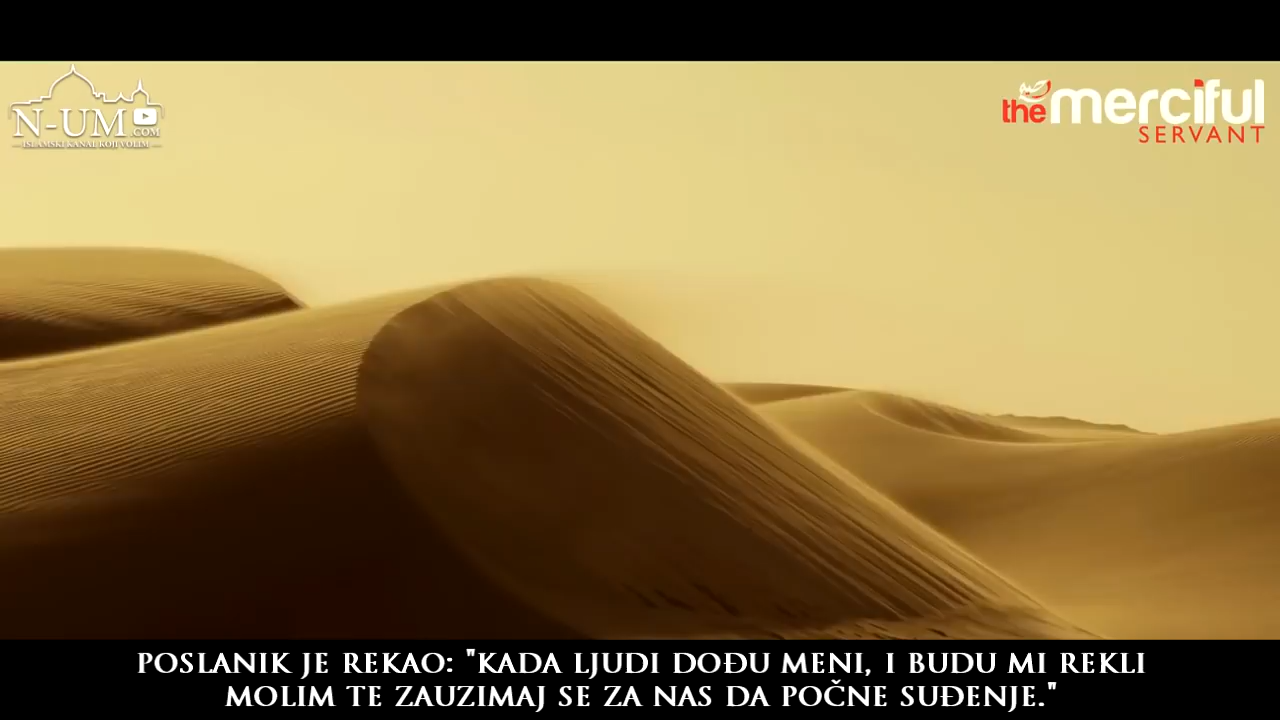 N-UM.COM
ISLAMSKI KANAL KOJI VOLIM
the merciful
SERVANT
POSLANIK JE REKAO: "KADA LJUDI DOĐU MENI, I BUDU MI REKLI
MOLIM TE ZAUZIMAJ SE ZA NAS DA POČNE SUĐENJE."